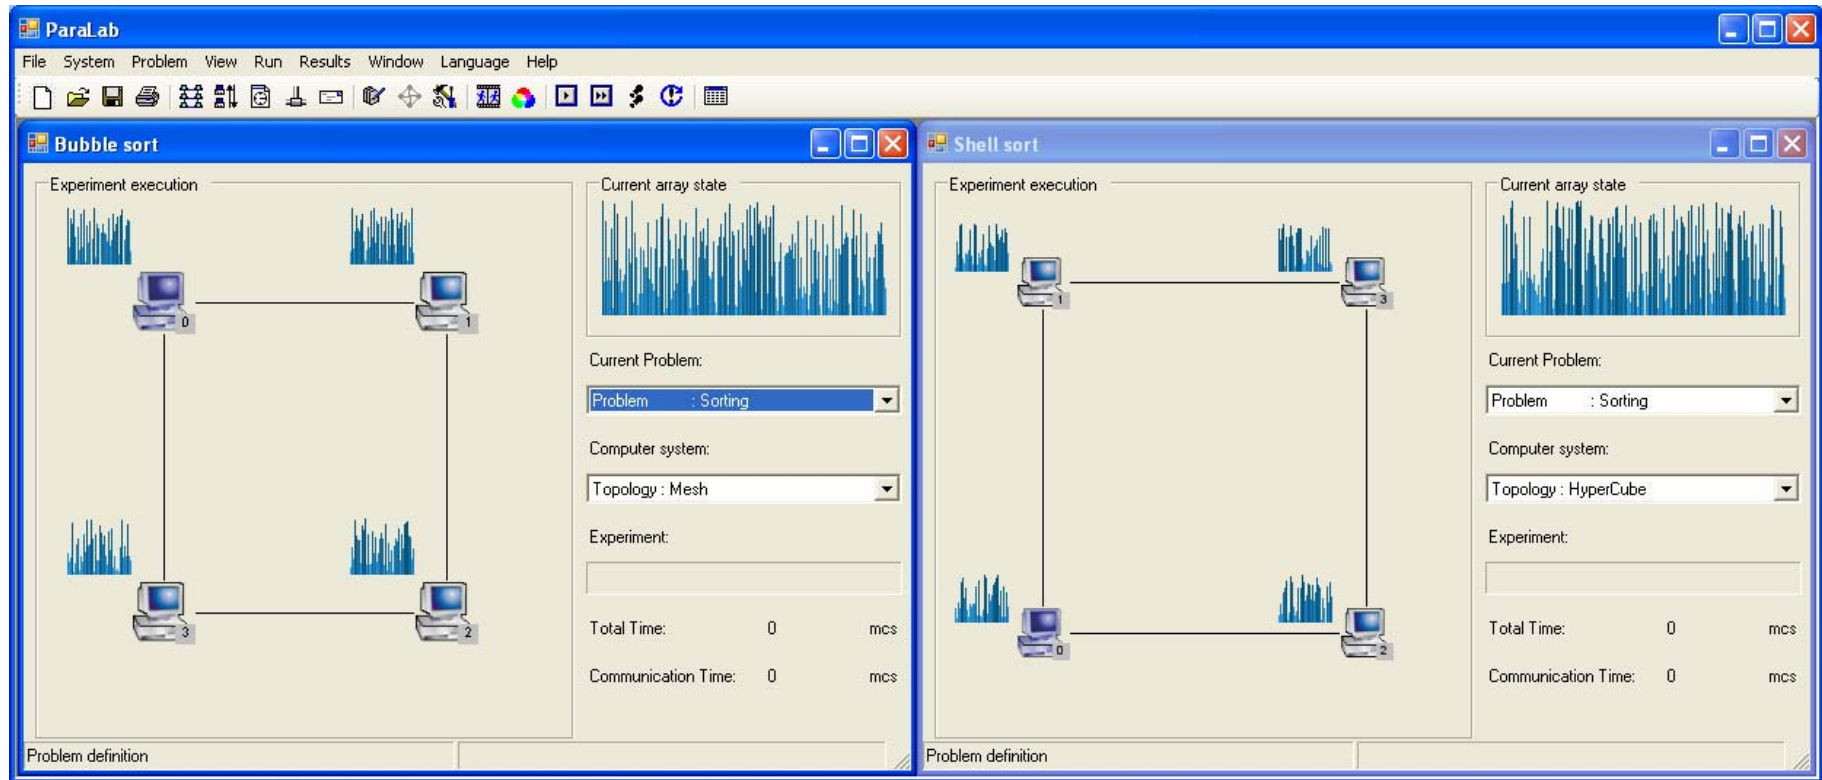 ParaLab
File System Problem View Run Results Window Language Help
Bubble sort
Experiment execution
Current array state
0
1
3
2
Current Problem:
Problem : Sorting
Computer system:
Topology : Mesh
Experiment:
Total Time: 0 mcs
Communication Time: 0 mcs
Problem definition
Shell sort
Experiment execution
Current array state
1
3
0
2
Current Problem:
Problem : Sorting
Computer system:
Topology : HyperCube
Experiment:
Total Time: 0 mcs
Communication Time: 0 mcs
Problem definition